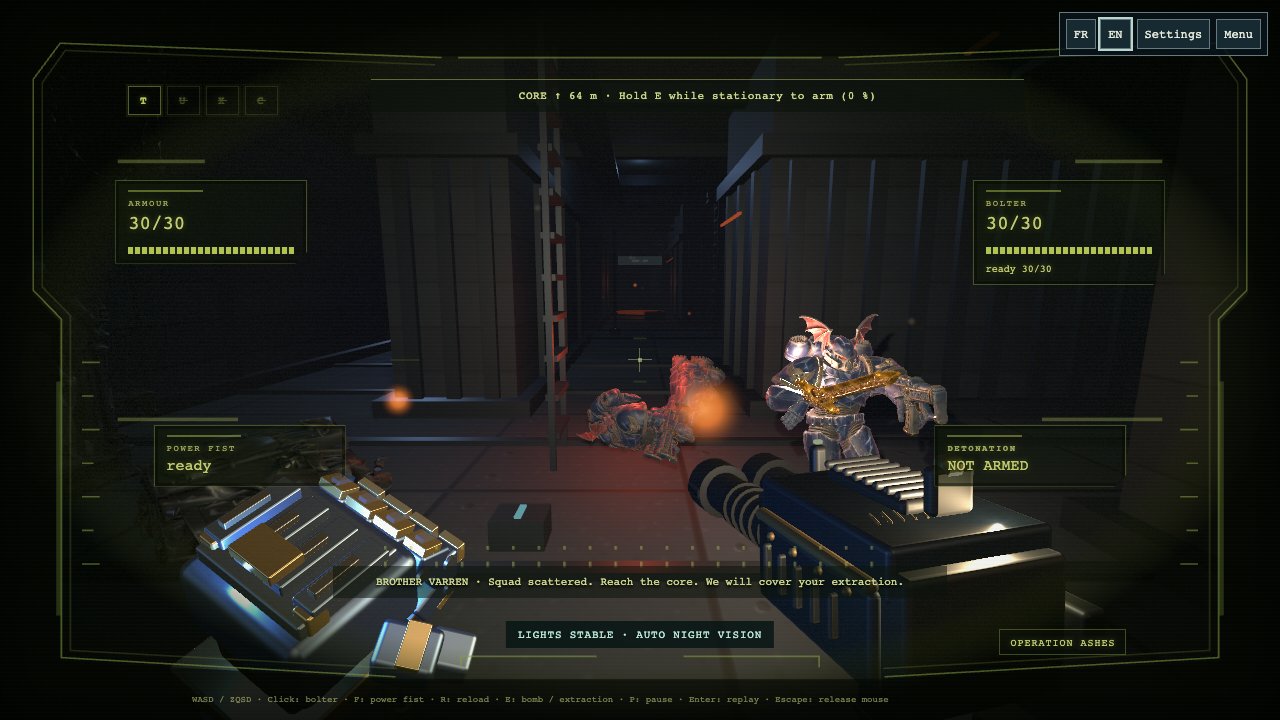 FR EN Settings Menu
CORE ↑ 64 m · Hold E while stationary to arm (0 %)
T U X C
ARMOUR
30/30
BOLTER
30/30
ready 30/30
POWER FIST
ready
DETONATION
NOT ARMED
BROTHER VARREN · Squad scattered. Reach the core. We will cover your extraction.
LIGHTS STABLE · AUTO NIGHT VISION
OPERATION ASHES
WASD / ZQSD · Click: bolter · F: power fist · R: reload · E: bomb / extraction · P: pause · Enter: replay · Escape: release mouse